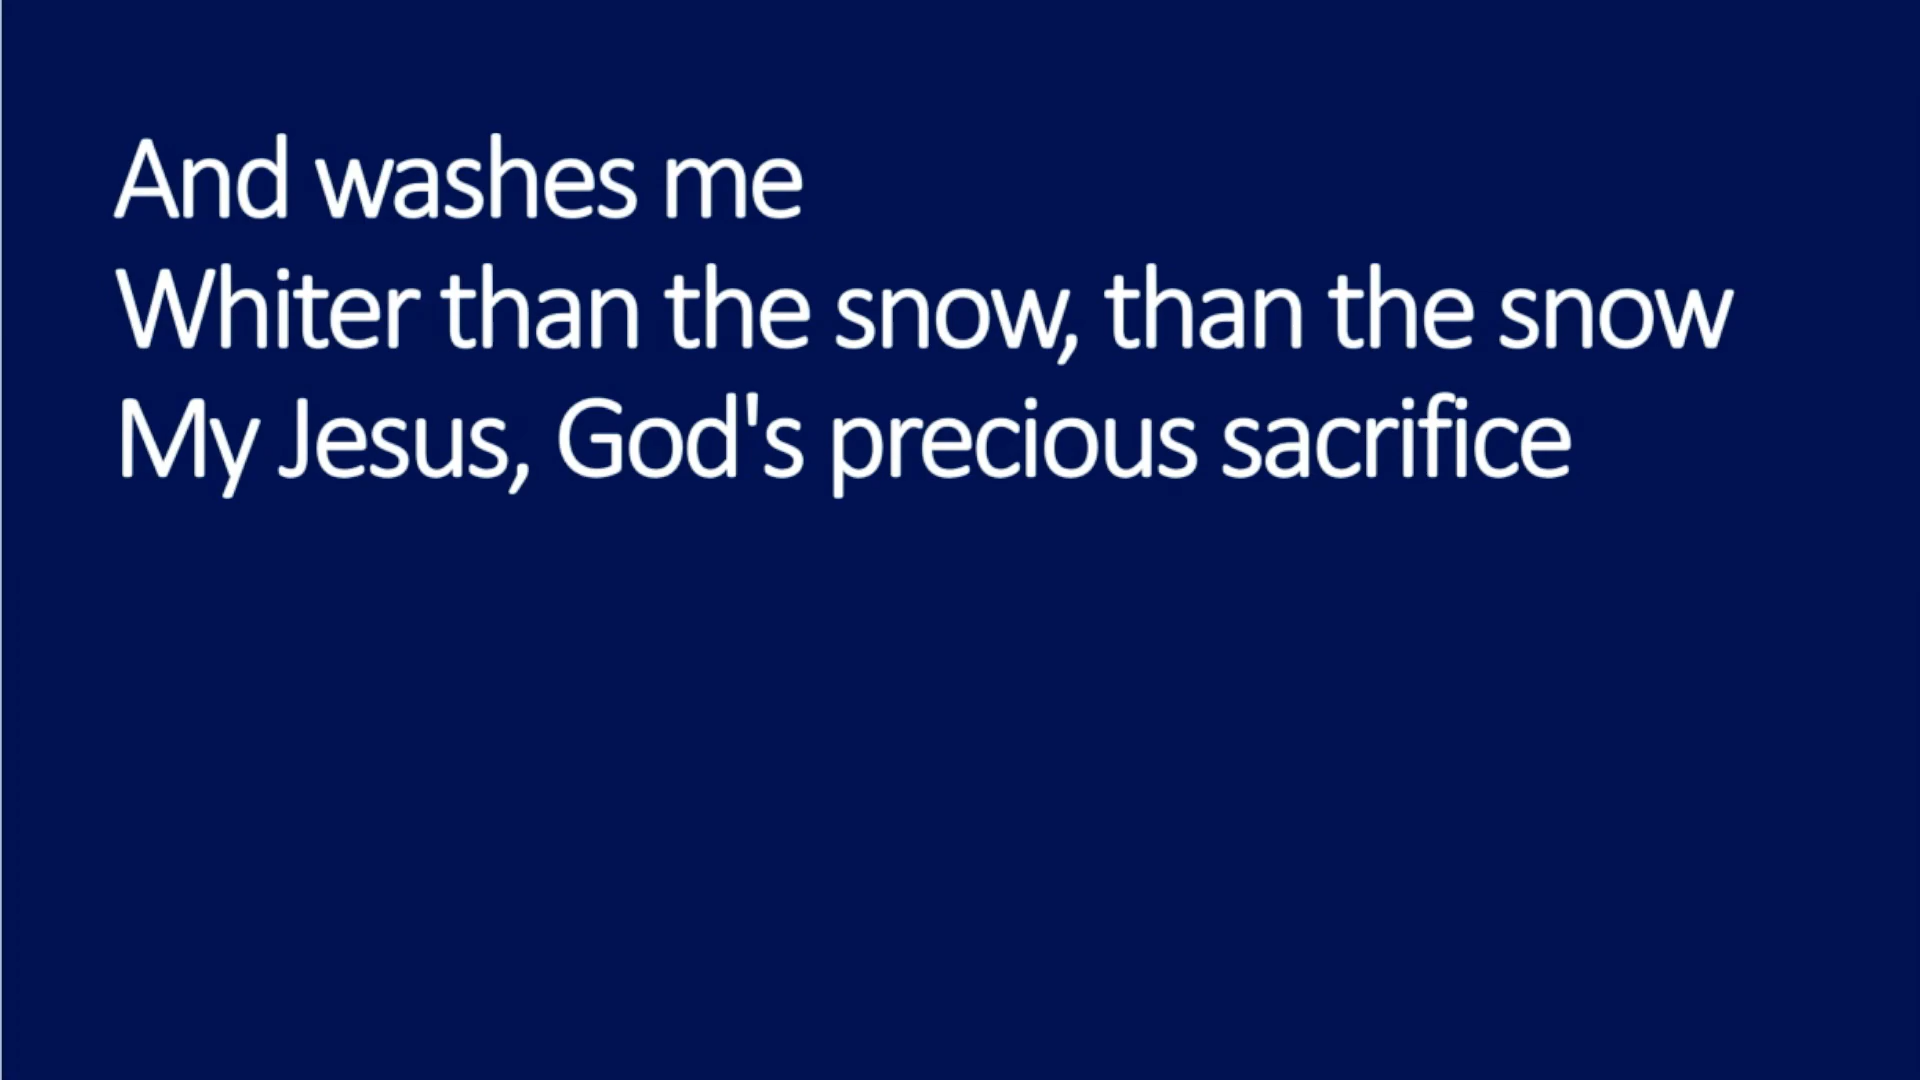 And washes me
Whiter than the snow, than the snow
My Jesus, God's precious sacrifice